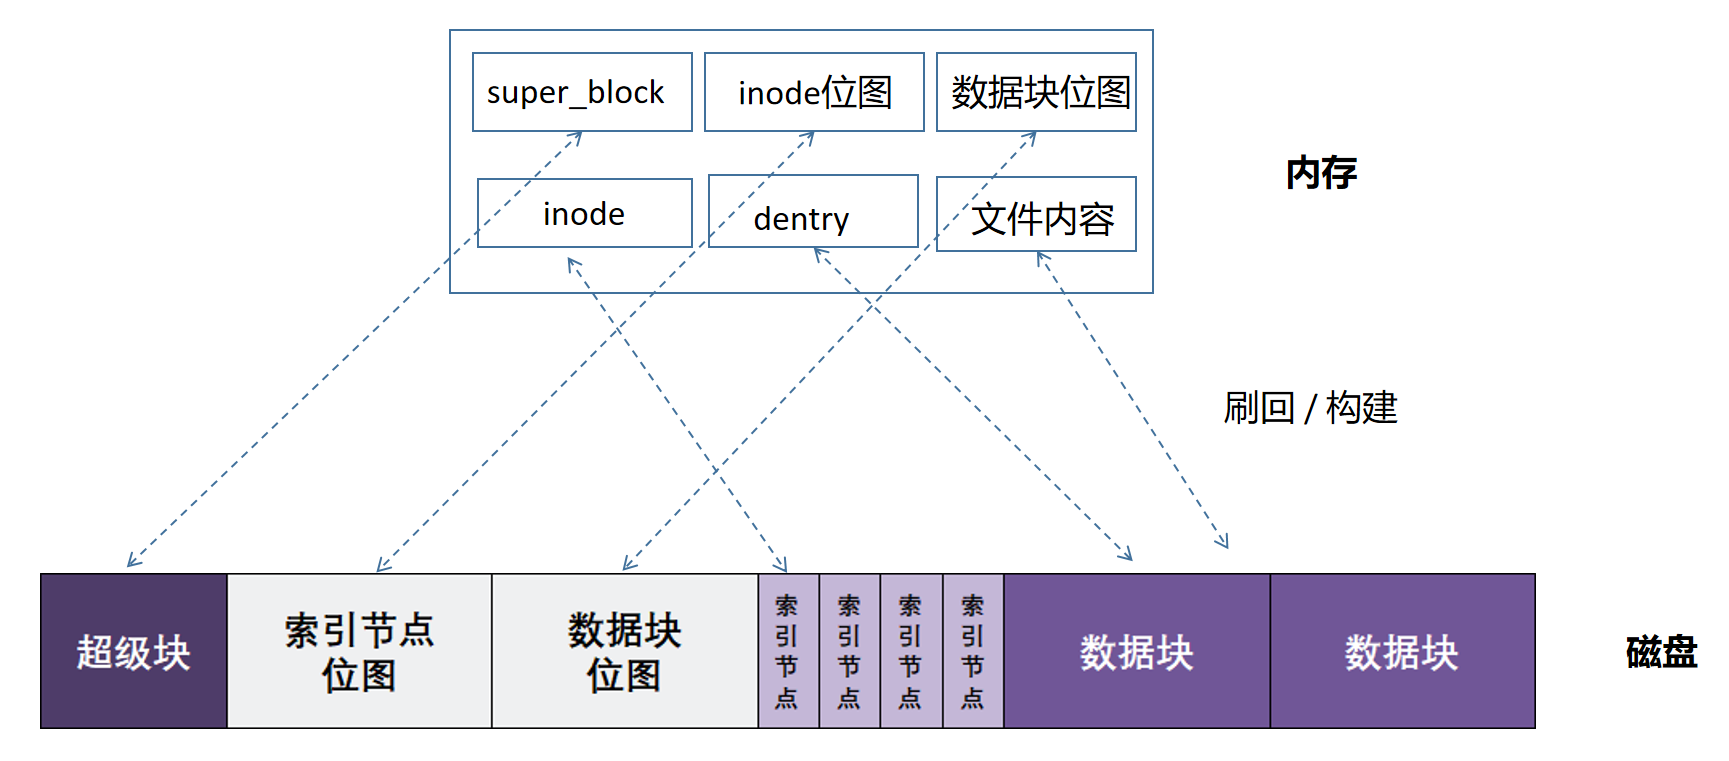 super_block
inode位图
数据块位图
内存
inode
dentry
文件内容
刷回 / 构建
超级块
索引节点
位图
数据块
位图
索引节点
索引节点
索引节点
索引节点
数据块
数据块
磁盘